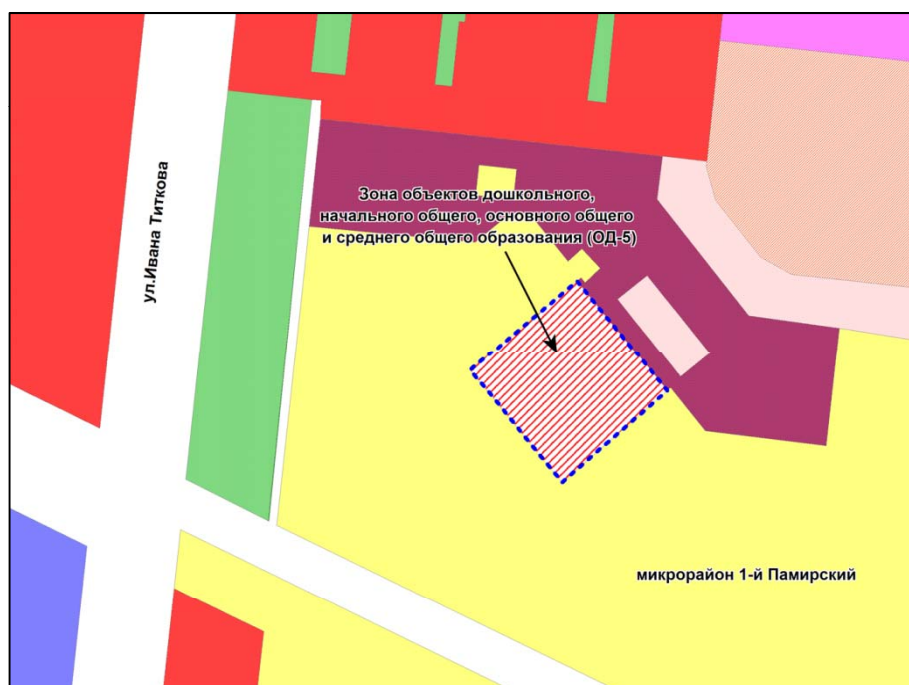 ул.Ивана Титкова
Зона объектов дошкольного,
начального общего, основного общего
и среднего общего образования (ОД-5)
микрорайон 1-й Памирский